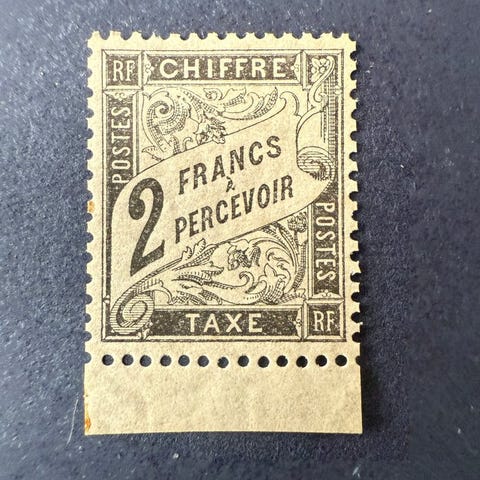 RF CHIFFRE
POSTES
2 FRANCS
À
PERCEVOIR
POSTES
TAXE RF